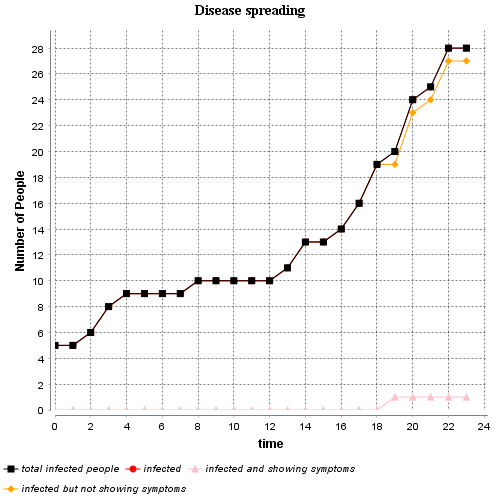 Disease spreading
Number of People
28
26
24
22
20
18
16
14
12
10
8
6
4
2
0
0 2 4 6 8 10 12 14 16 18 20 22 24
time
total infected people infected infected and showing symptoms
infected but not showing symptoms